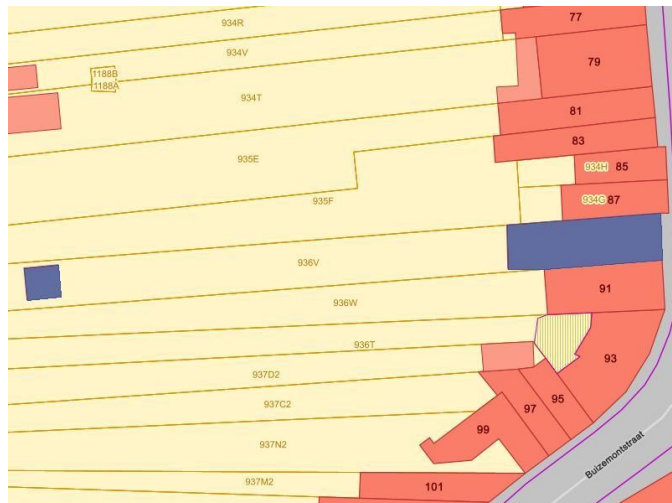 77
934R
934V
79
1188B
1188A
934T
81
83
935E
934H 85
935F
934G 87
936V
91
936W
936T
93
937D2
95
937C2
97
99
937N2
Buizemontstraat
937M2
101